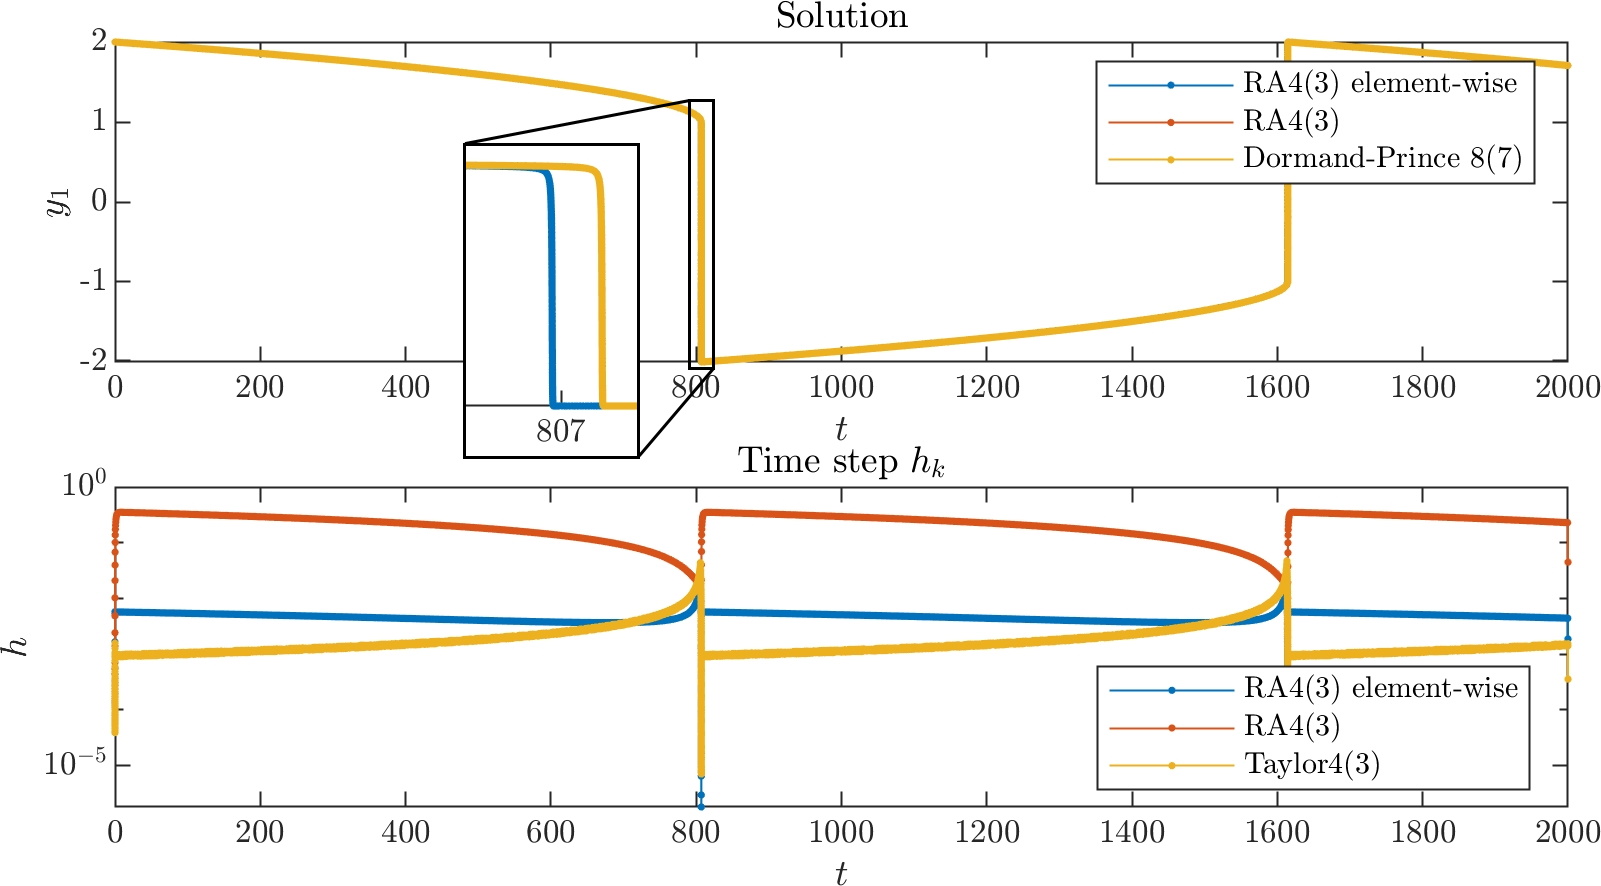 Solution
2
1
0
-1
-2
y₁
RA4(3) element-wise
RA4(3)
Dormand-Prince 8(7)
807
0 200 400 800 1000 1200 1400 1600 1800 2000
t
Time step hₖ
10⁰
10⁻⁵
h
RA4(3) element-wise
RA4(3)
Taylor4(3)
0 200 400 600 800 1000 1200 1400 1600 1800 2000
t